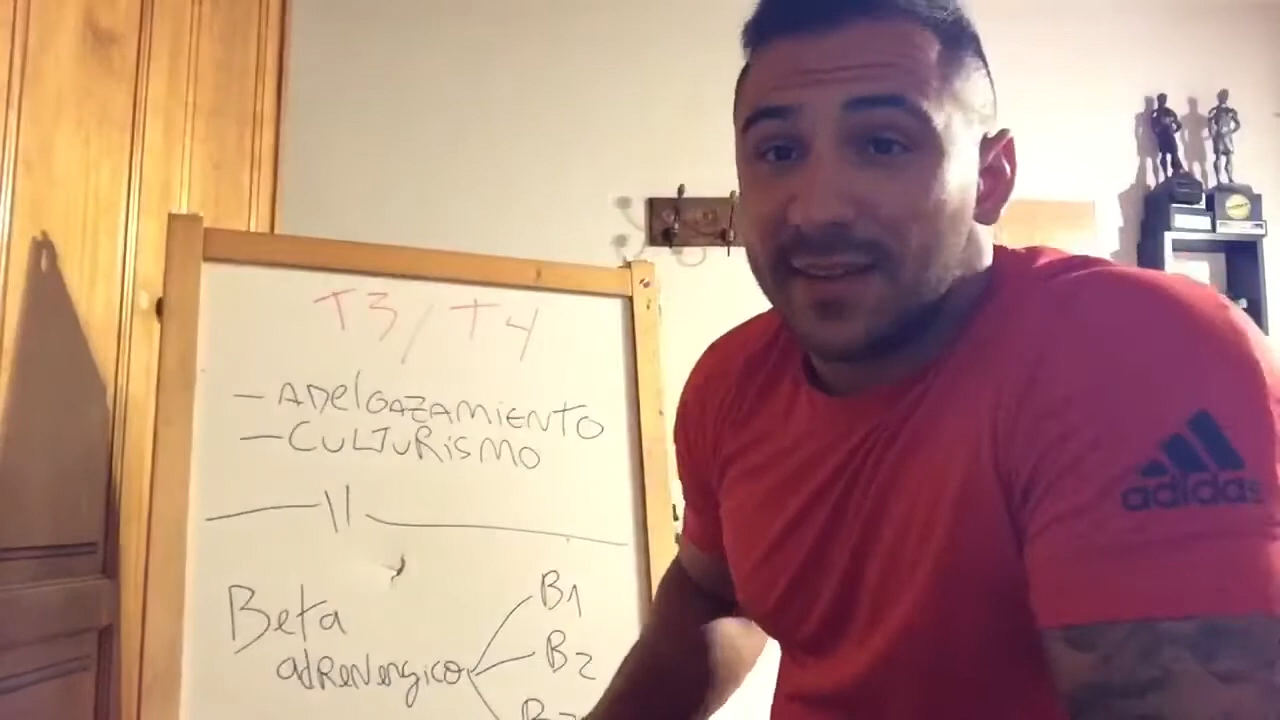 T3/T4
- ADElGAZAMIENTO
- CULTURiSMO
Beta
adrenergico
B1
B2
adidas